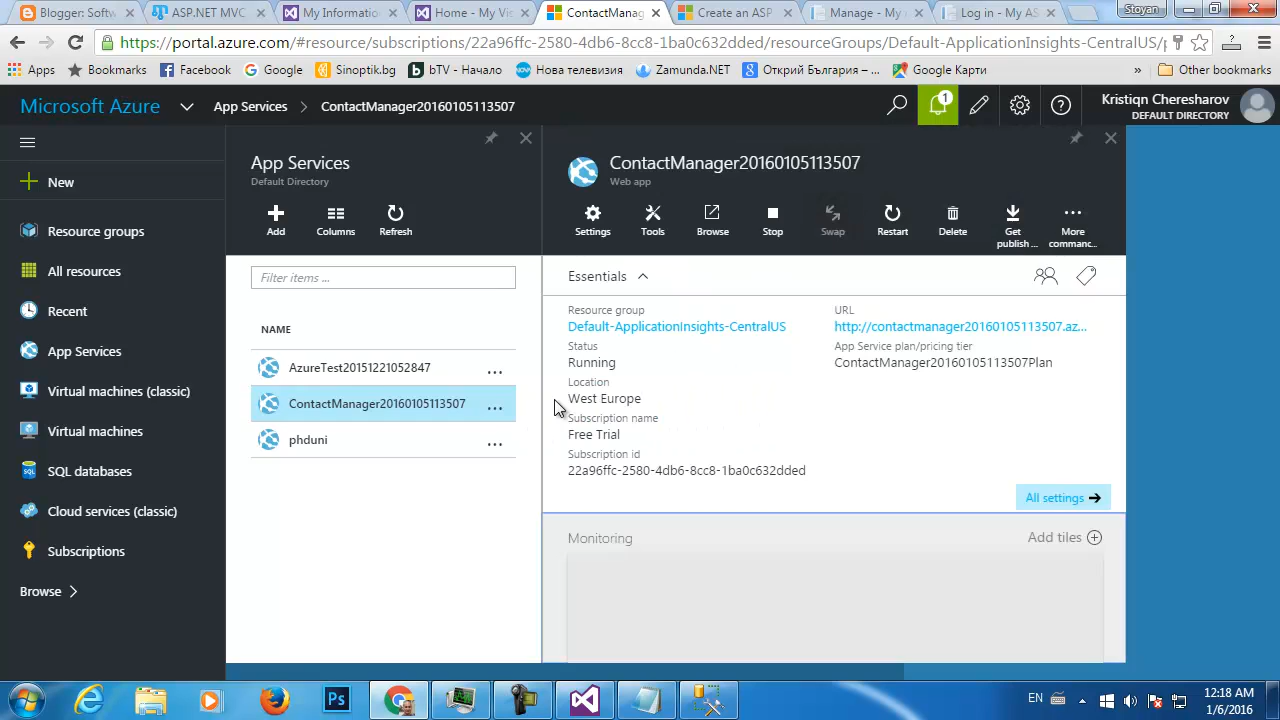 Blogger: Softw
ASP.NET MVC
My Information
Home - My Vis
ContactManag
Create an ASP
Manage - My
Log in - My AS
Stoyan
https://portal.azure.com/#resource/subscriptions/22a96ffc-2580-4db6-8cc8-1ba0c632dded/resourceGroups/Default-ApplicationInsights-CentralUS/p
Apps
Bookmarks
Facebook
Google
Sinoptik.bg
bTV - Начало
Нова телевизия
Zamunda.NET
Открий България – ...
Google Карти
»
Other bookmarks
Microsoft Azure
App Services
ContactManager20160105113507
1
Kristiqn Cheresharov
DEFAULT DIRECTORY
New
Resource groups
All resources
Recent
App Services
Virtual machines (classic)
Virtual machines
SQL databases
Cloud services (classic)
Subscriptions
Browse
App Services
Default Directory
Add
Columns
Refresh
Filter items ...
NAME
AzureTest20151221052847
ContactManager20160105113507
phduni
ContactManager20160105113507
Web app
Settings
Tools
Browse
Stop
Swap
Restart
Delete
Get
publish ...
More
commanc...
Essentials
Resource group
Default-ApplicationInsights-CentralUS
Status
Running
Location
West Europe
Subscription name
Free Trial
Subscription id
22a96ffc-2580-4db6-8cc8-1ba0c632dded
URL
http://contactmanager20160105113507.az...
App Service plan/pricing tier
ContactManager20160105113507Plan
All settings
Monitoring
Add tiles
Ps
EN
12:18 AM
1/6/2016